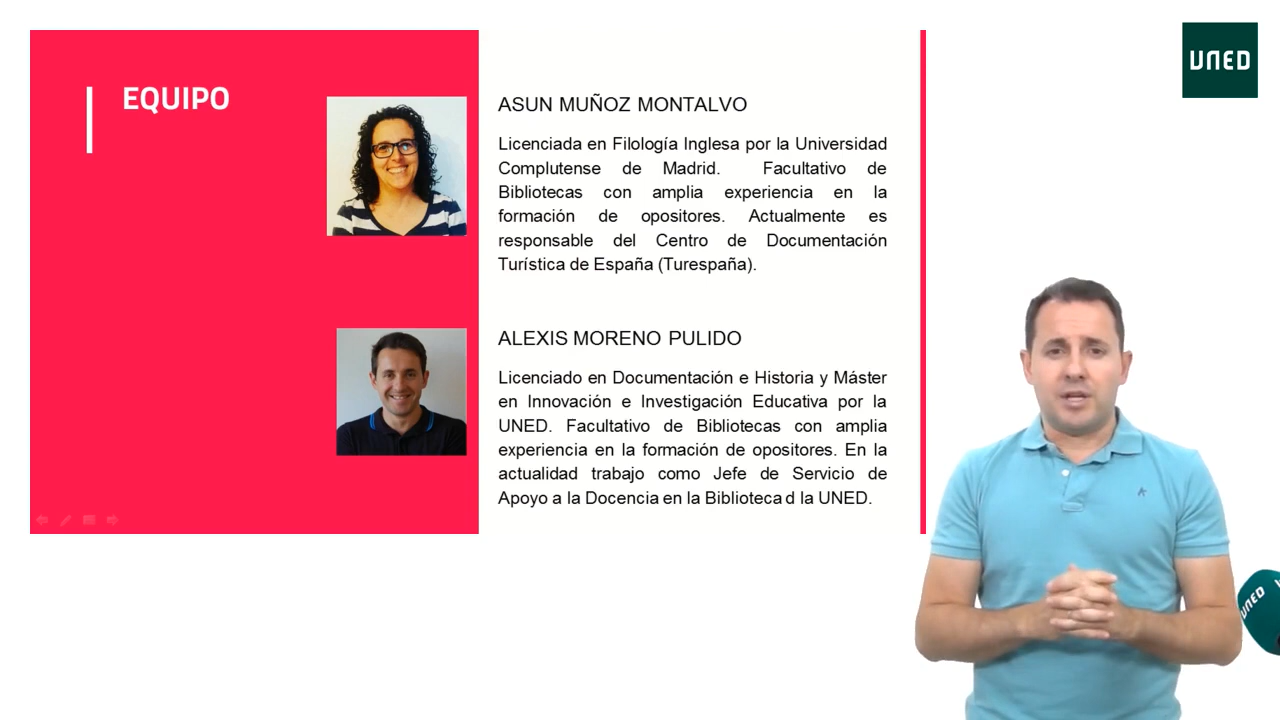 UNED
EQUIPO
ASUN MUÑOZ MONTALVO
Licenciada en Filología Inglesa por la Universidad
Complutense de Madrid. Facultativo de
Bibliotecas con amplia experiencia en la
formación de opositores. Actualmente es
responsable del Centro de Documentación
Turística de España (Turespaña).
ALEXIS MORENO PULIDO
Licenciado en Documentación e Historia y Máster
en Innovación e Investigación Educativa por la
UNED. Facultativo de Bibliotecas con amplia
experiencia en la formación de opositores. En la
actualidad trabajo como Jefe de Servicio de
Apoyo a la Docencia en la Biblioteca d la UNED.
UNED